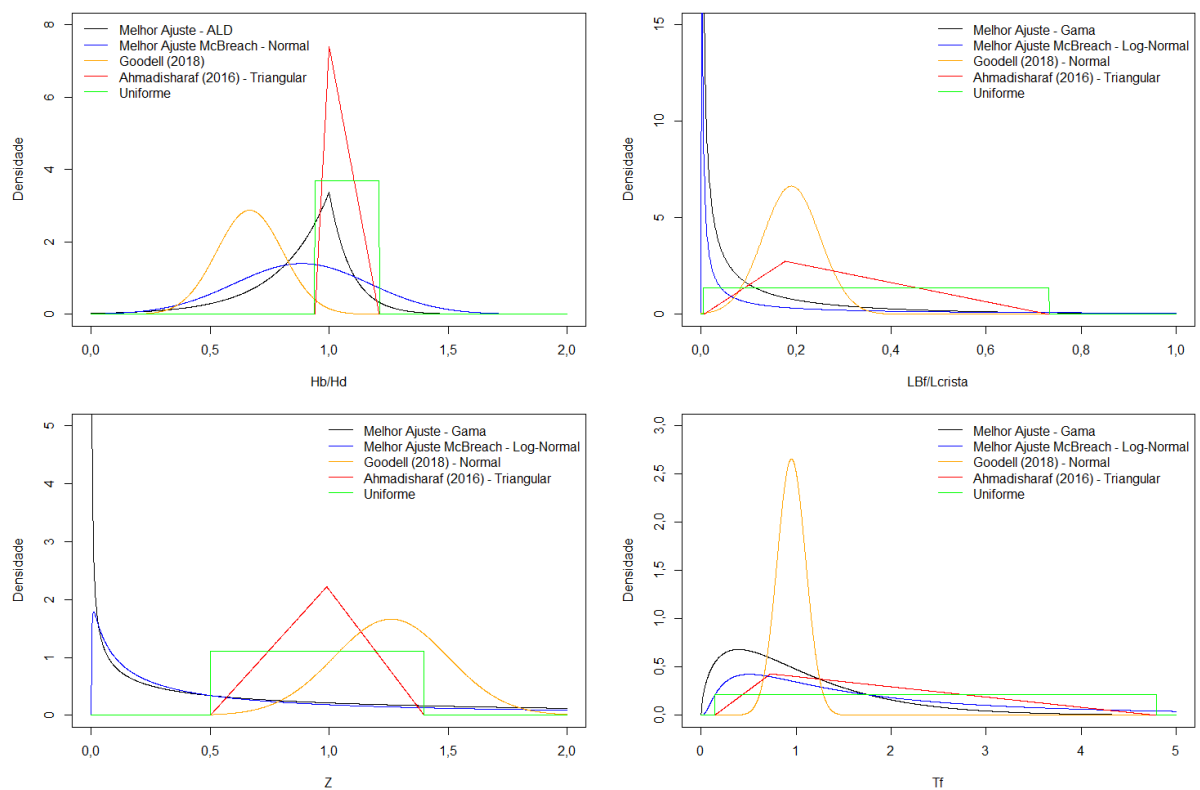 Melhor Ajuste - ALD
Melhor Ajuste McBreach - Normal
Goodell (2018)
Ahmadisharaf (2016) - Triangular
Uniforme
Densidade
8
6
4
2
0
0,0 0,5 1,0 1,5 2,0
Hb/Hd
Melhor Ajuste - Gama
Melhor Ajuste McBreach - Log-Normal
Goodell (2018) - Normal
Ahmadisharaf (2016) - Triangular
Uniforme
Densidade
15
10
5
0
0,0 0,2 0,4 0,6 0,8 1,0
LBf/Lcrista
Melhor Ajuste - Gama
Melhor Ajuste McBreach - Log-Normal
Goodell (2018) - Normal
Ahmadisharaf (2016) - Triangular
Uniforme
Densidade
5
4
3
2
1
0
0,0 0,5 1,0 1,5 2,0
Z
Melhor Ajuste - Gama
Melhor Ajuste McBreach - Log-Normal
Goodell (2018) - Normal
Ahmadisharaf (2016) - Triangular
Uniforme
Densidade
3,0
2,5
2,0
1,5
1,0
0,5
0,0
0 1 2 3 4 5
Tf